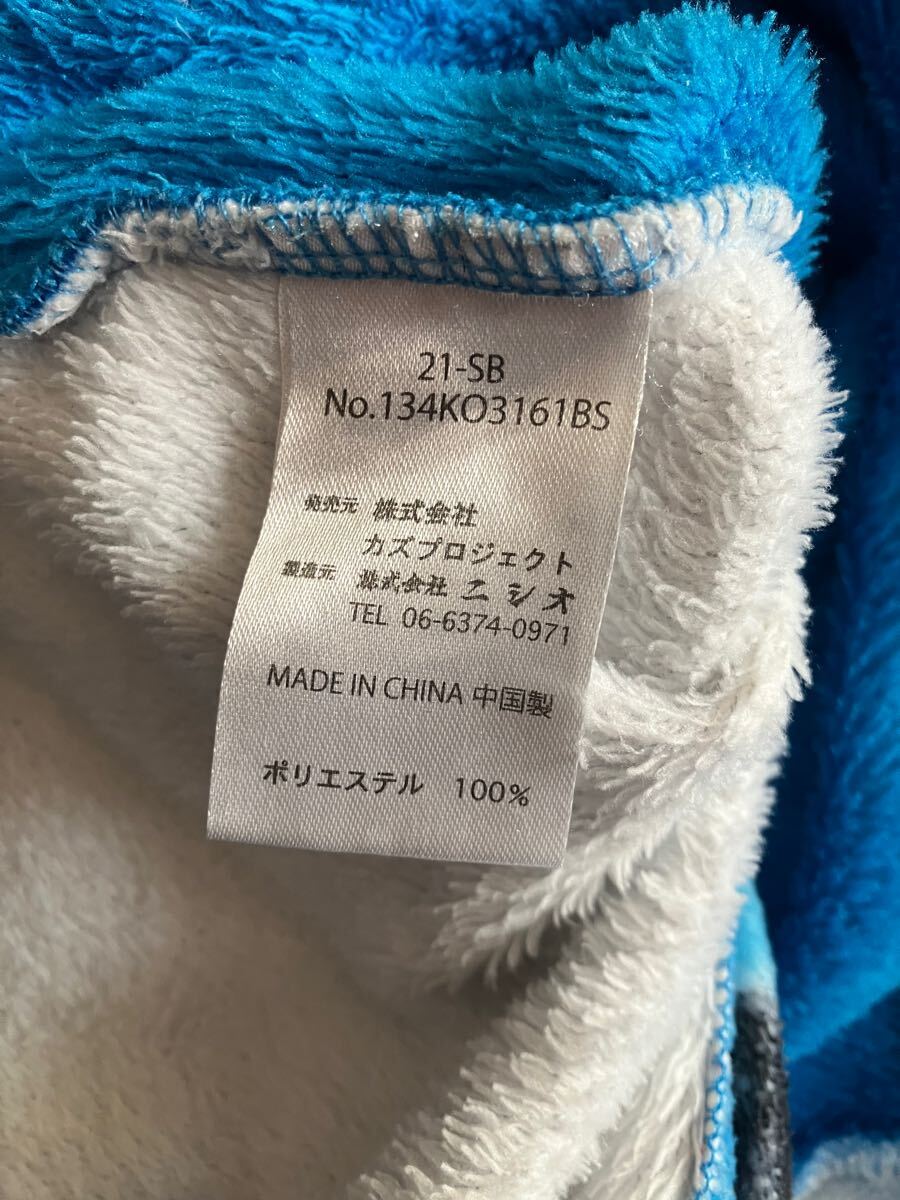 21-SB
No.134KO3161BS
発売元 株式会社
カズプロジェクト
製造元 株式会社ニシオ
TEL 06-6374-0971
MADE IN CHINA 中国製
ポリエステル 100%